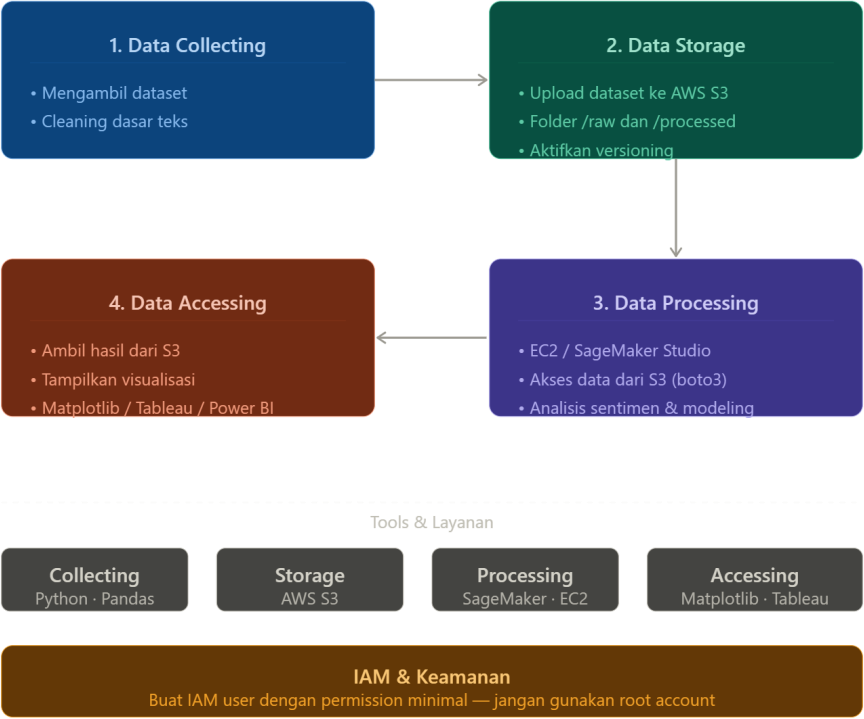 1. Data Collecting
• Mengambil dataset
• Cleaning dasar teks
2. Data Storage
• Upload dataset ke AWS S3
• Folder /raw dan /processed
• Aktifkan versioning
4. Data Accessing
• Ambil hasil dari S3
• Tampilkan visualisasi
• Matplotlib / Tableau / Power BI
3. Data Processing
• EC2 / SageMaker Studio
• Akses data dari S3 (boto3)
• Analisis sentimen & modeling
Tools & Layanan
Collecting
Python · Pandas
Storage
AWS S3
Processing
SageMaker · EC2
Accessing
Matplotlib · Tableau
IAM & Keamanan
Buat IAM user dengan permission minimal — jangan gunakan root account